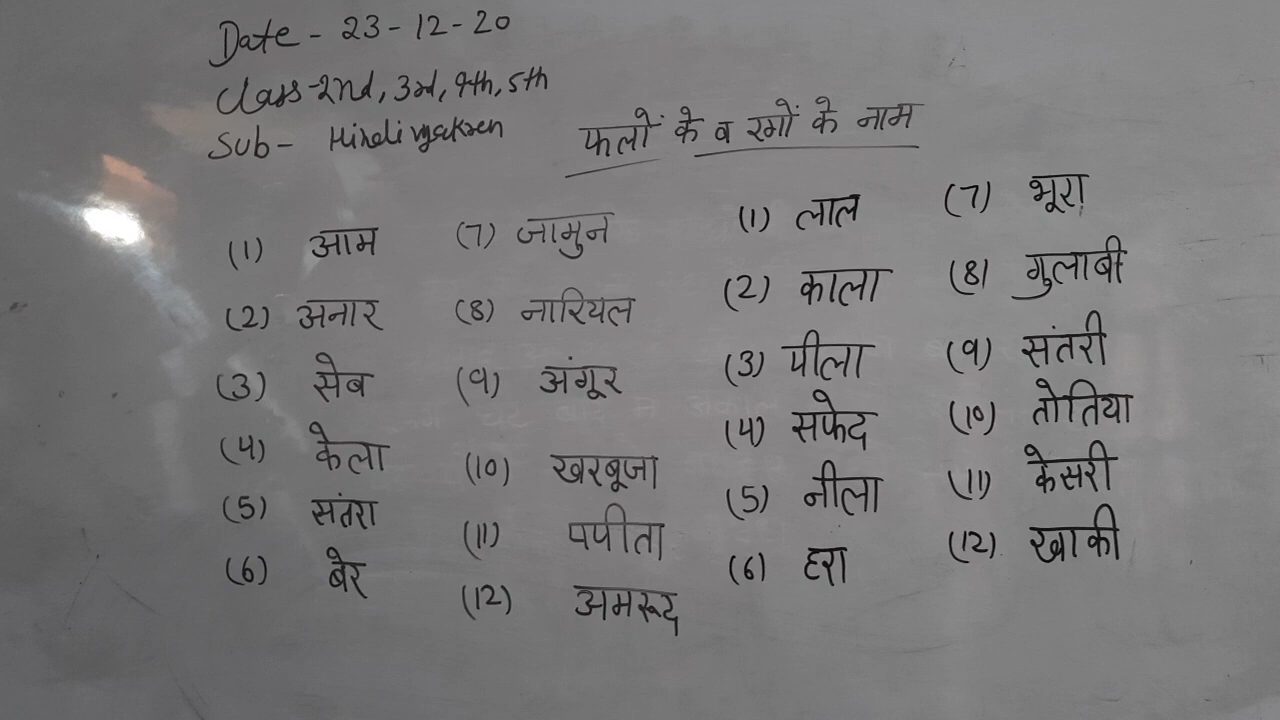 Date - 23-12-20
Class-2nd, 3rd, 4th, 5th
Sub- Hindi vyakren
फलों के व रगों के नाम
(1) आम
(2) अनार
(3) सेब
(4) केला
(5) संतरा
(6) बेर
(7) जामुन
(8) नारियल
(9) अंगूर
(10) खरबूजा
(11) पपीता
(12) अमरूद
(1) लाल
(2) काला
(3) पीला
(4) सफेद
(5) नीला
(6) हरा
(7) भूरा
(8) गुलाबी
(9) संतरी
(10) तोतिया
(11) केसरी
(12) खाकी